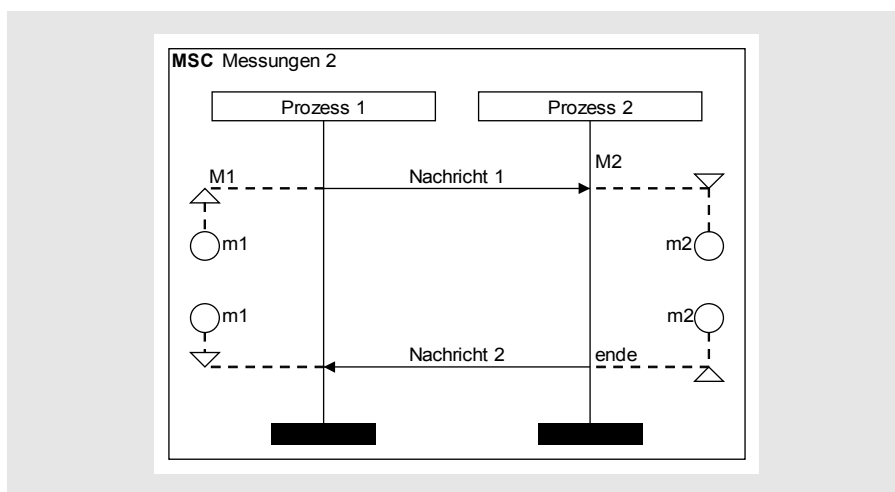 MSC Messungen 2
Prozess 1 Prozess 2
M1 Nachricht 1 M2
m1 m2
m1 m2
Nachricht 2 ende